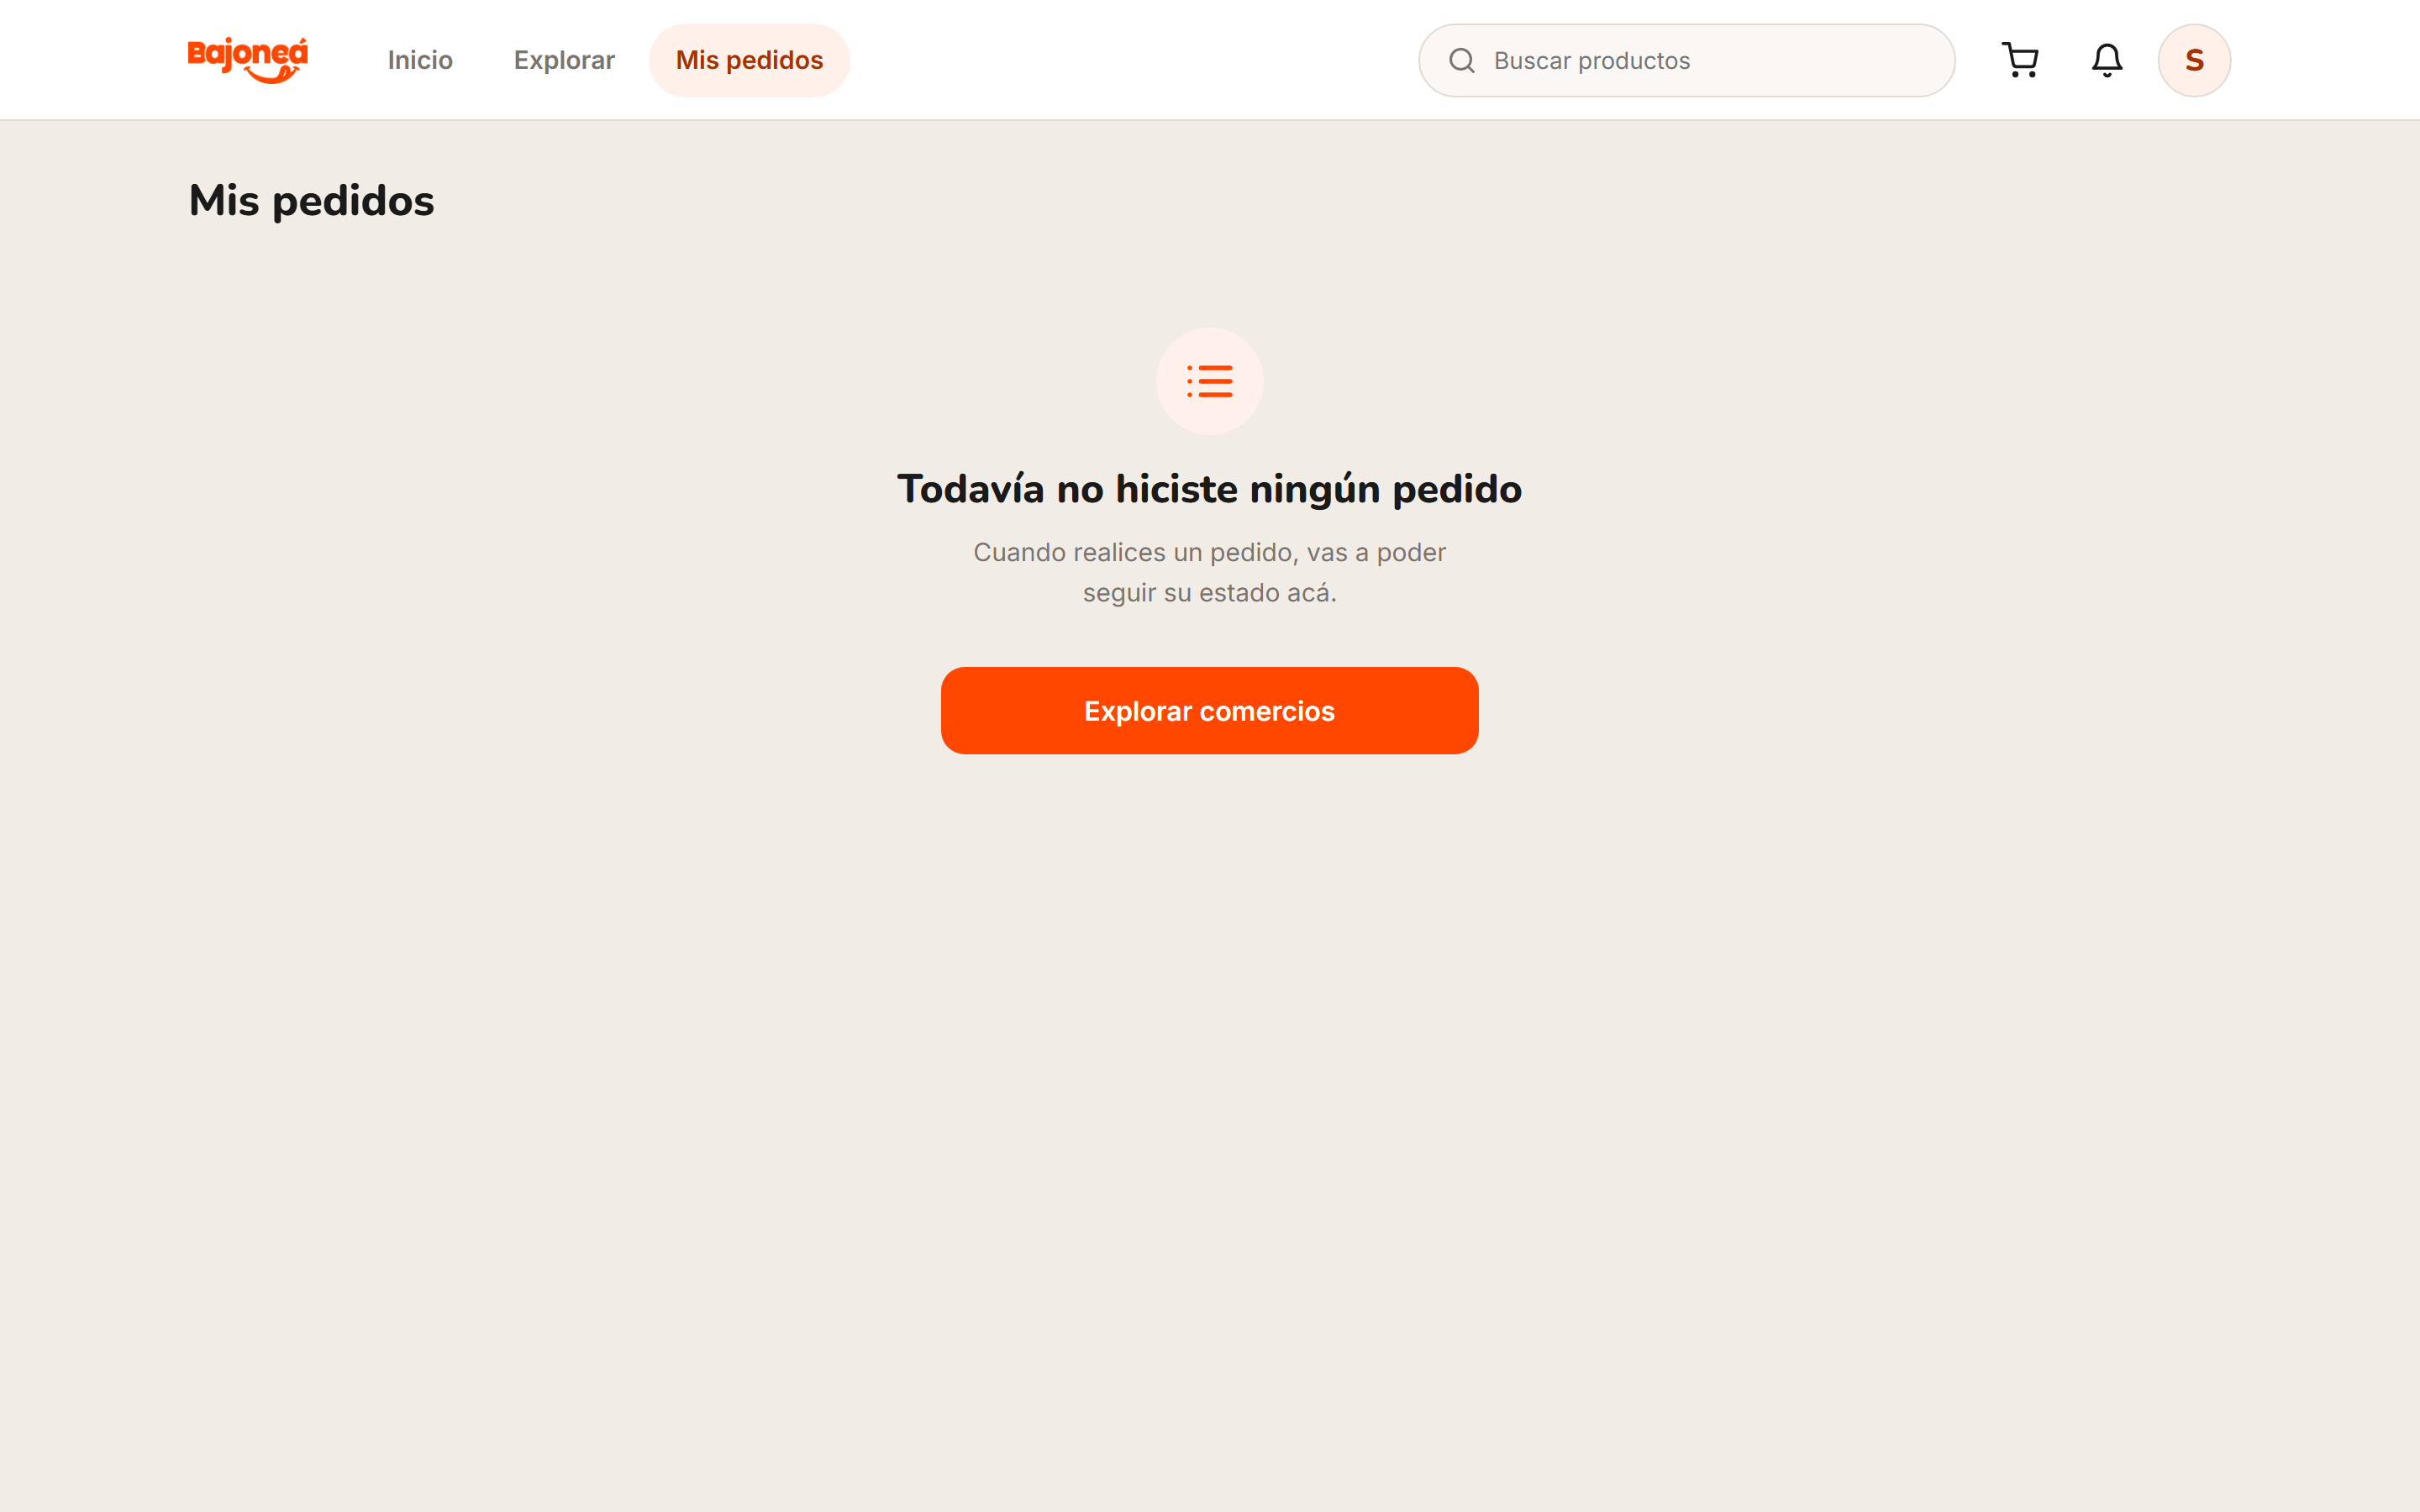 Bajoneá
Inicio
Explorar
Mis pedidos
Buscar productos
S
Mis pedidos
Todavía no hiciste ningún pedido
Cuando realices un pedido, vas a poder
seguir su estado acá.
Explorar comercios